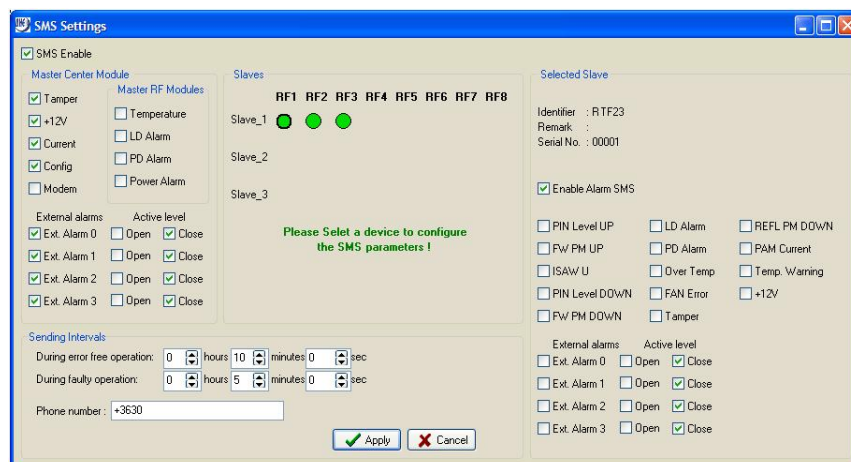 SMS Settings
SMS Enable
Master Center Module
Tamper
+12V
Current
Config
Modem
Master RF Modules
Temperature
LD Alarm
PD Alarm
Power Alarm
External alarms Active level
Ext. Alarm 0 Open Close
Ext. Alarm 1 Open Close
Ext. Alarm 2 Open Close
Ext. Alarm 3 Open Close
Slaves
RF1 RF2 RF3 RF4 RF5 RF6 RF7 RF8
Slave_1
Slave_2
Slave_3
Please Selet a device to configure
the SMS parameters !
Selected Slave
Identifier : RTF23
Remark :
Serial No. : 00001
Enable Alarm SMS
PIN Level UP LD Alarm REFL PM DOWN
FW PM UP PD Alarm PAM Current
ISAW U Over Temp Temp. Warning
PIN Level DOWN FAN Error +12V
FW PM DOWN Tamper
External alarms Active level
Ext. Alarm 0 Open Close
Ext. Alarm 1 Open Close
Ext. Alarm 2 Open Close
Ext. Alarm 3 Open Close
Sending Intervals
During error free operation: 0 hours 10 minutes 0 sec
During faulty operation: 0 hours 5 minutes 0 sec
Phone number : +3630
Apply Cancel